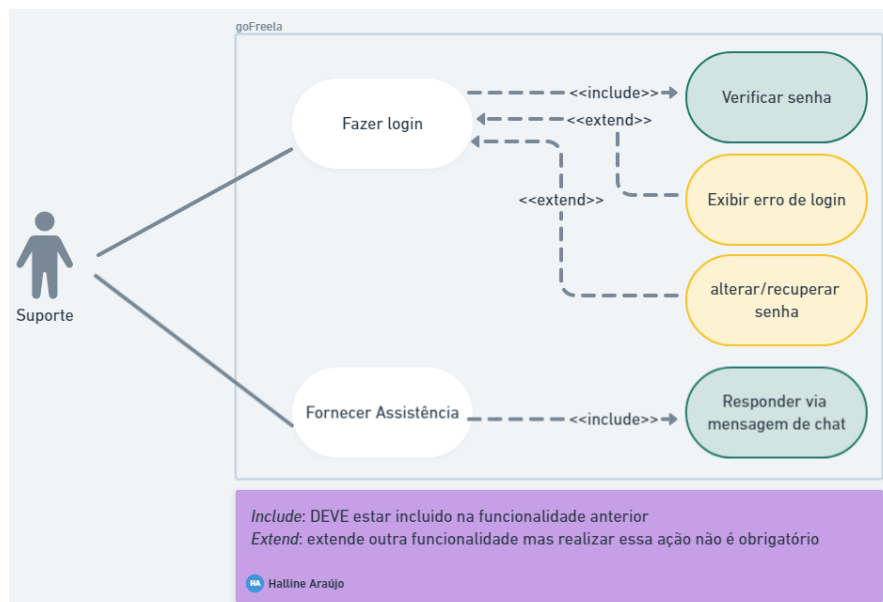 goFreela
Fazer login
<<include>>
Verificar senha
<<extend>>
Exibir erro de login
<<extend>>
alterar/recuperar
senha
Suporte
Fornecer Assistência
<<include>>
Responder via
mensagem de chat
Include: DEVE estar incluido na funcionalidade anterior
Extend: extende outra funcionalidade mas realizar essa ação não é obrigatório
HA Halline Araújo